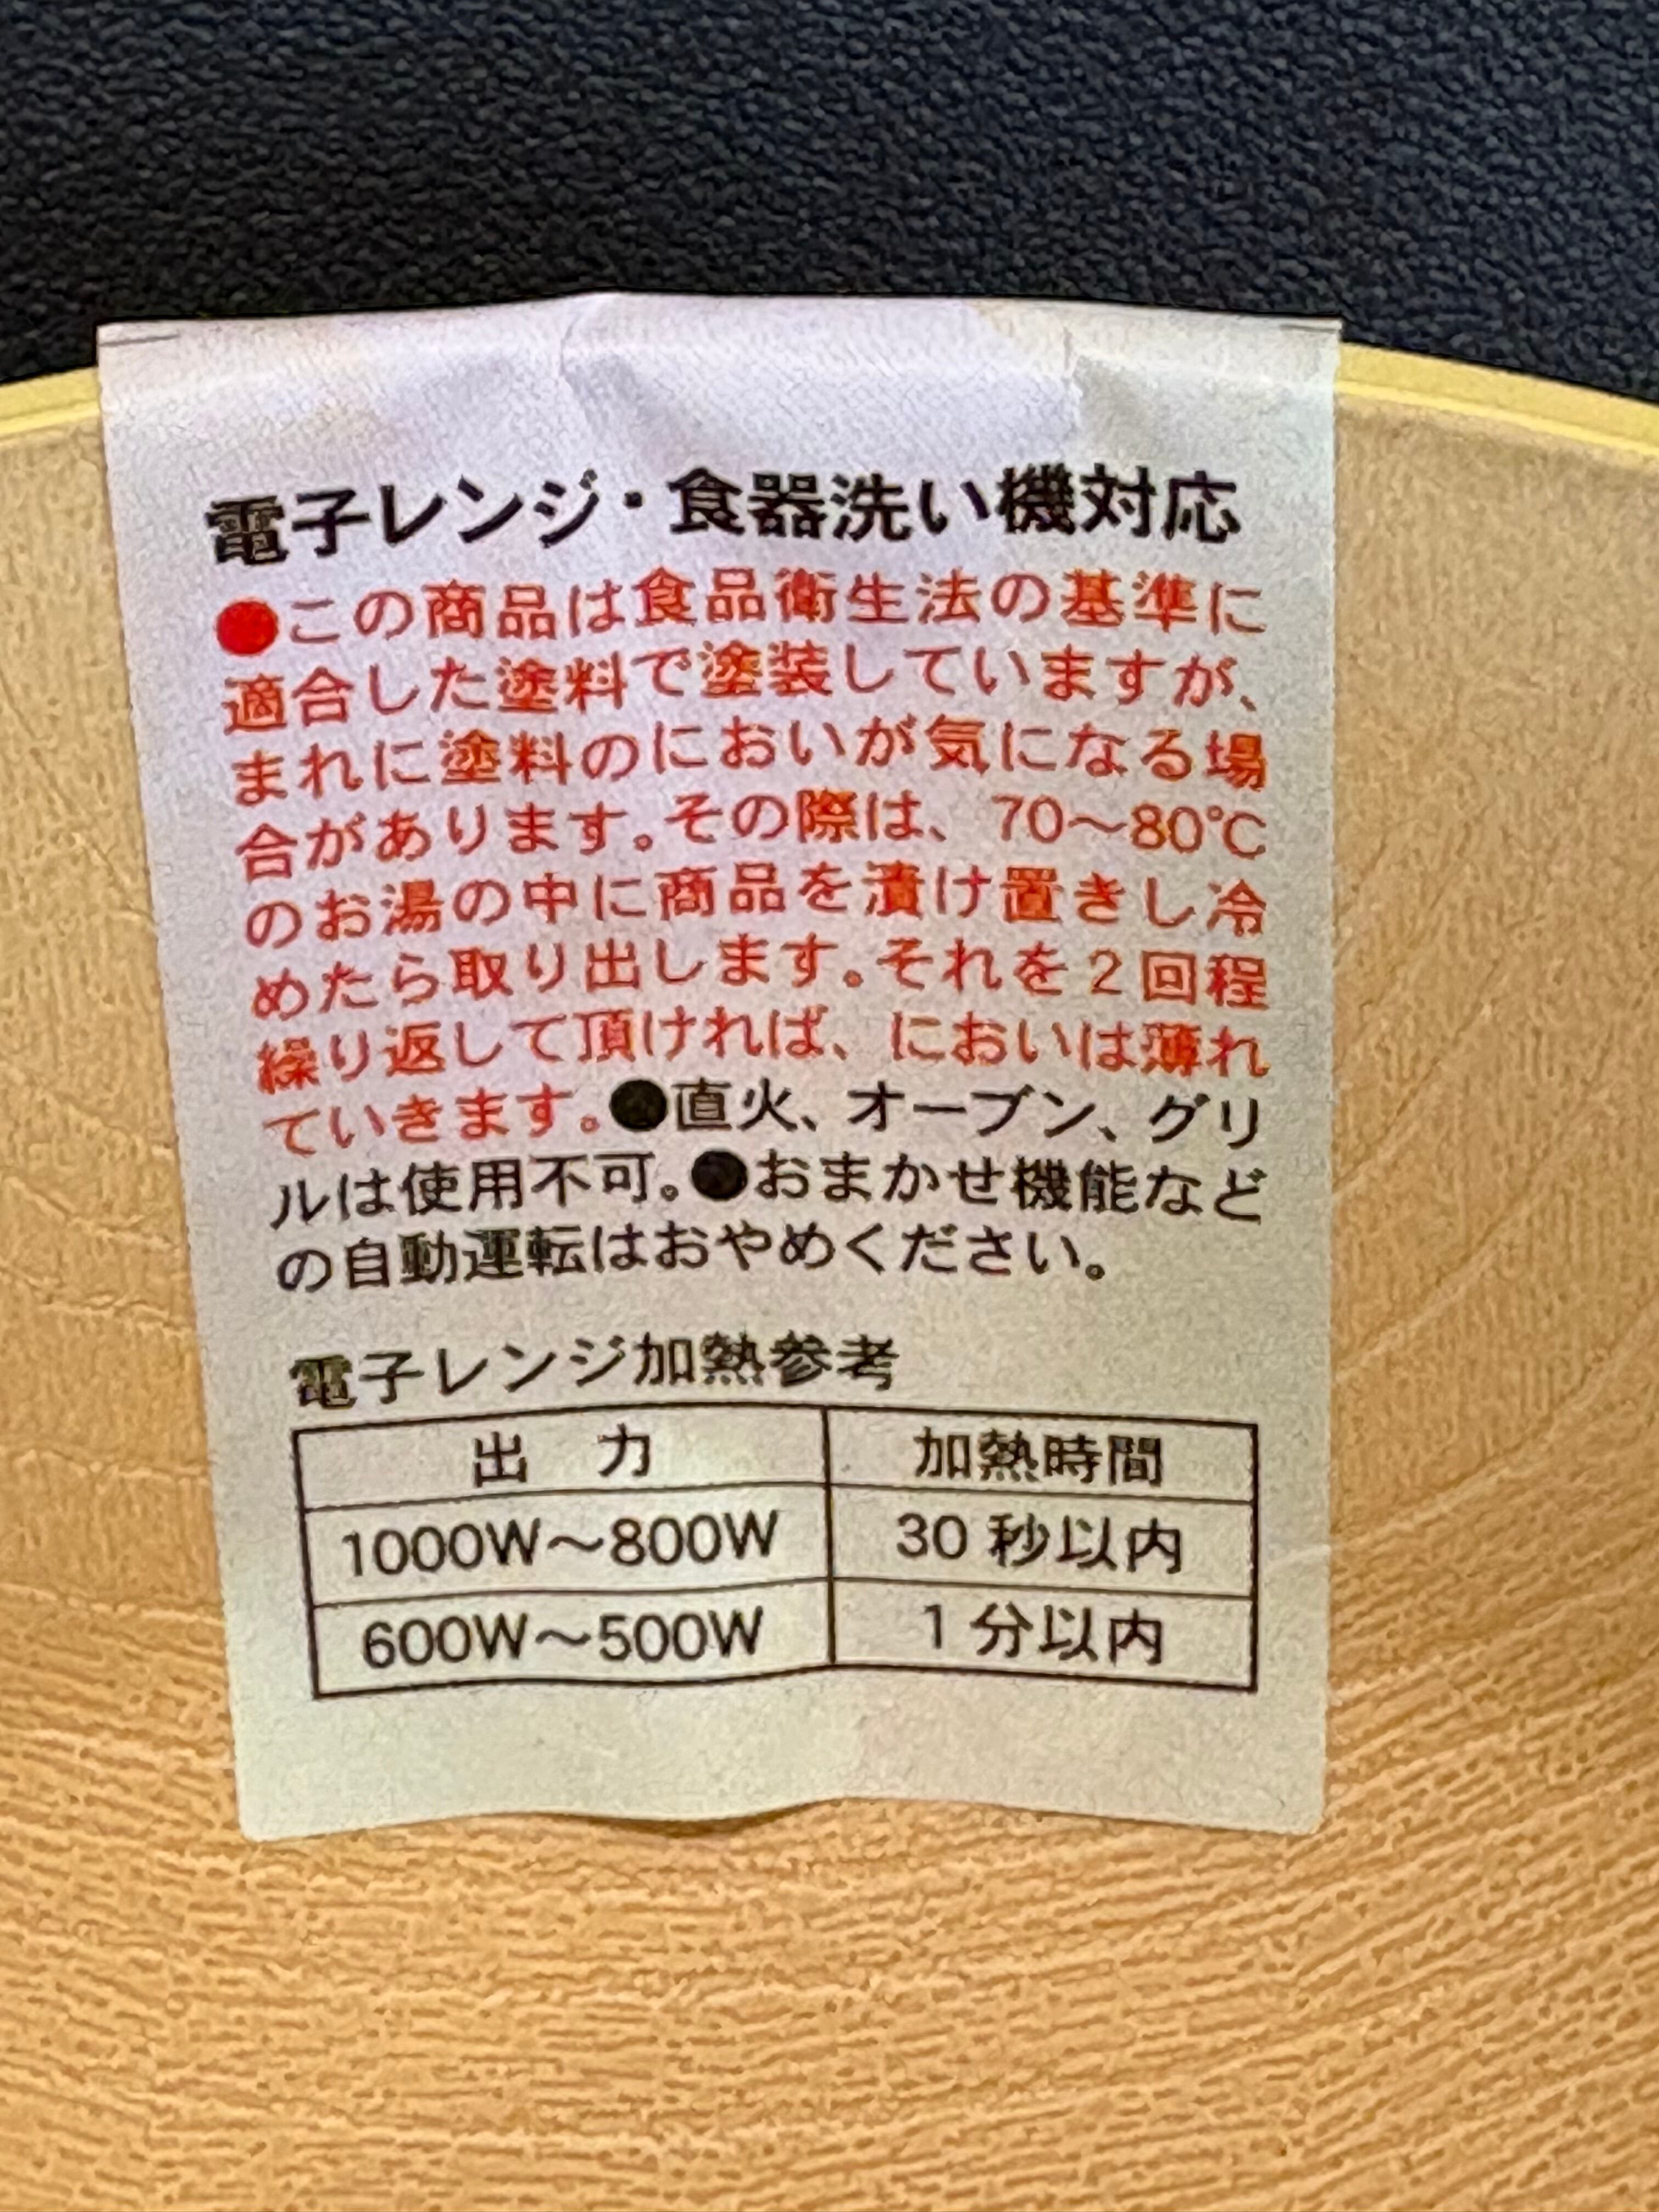 電子レンジ・食器洗い機対応
●この商品は食品衛生法の基準に
適合した塗料で塗装していますが、
まれに塗料のにおいが気になる場
合があります。その際は、70～80℃
のお湯の中に商品を漬け置きし冷
めたら取り出します。それを2回程
繰り返して頂ければ、においは薄れ
ていきます。●直火、オーブン、グリ
ルは使用不可。●おまかせ機能など
の自動運転はおやめください。
電子レンジ加熱参考
出　力　加熱時間
1000W～800W　30 秒以内
600W～500W　1 分以内